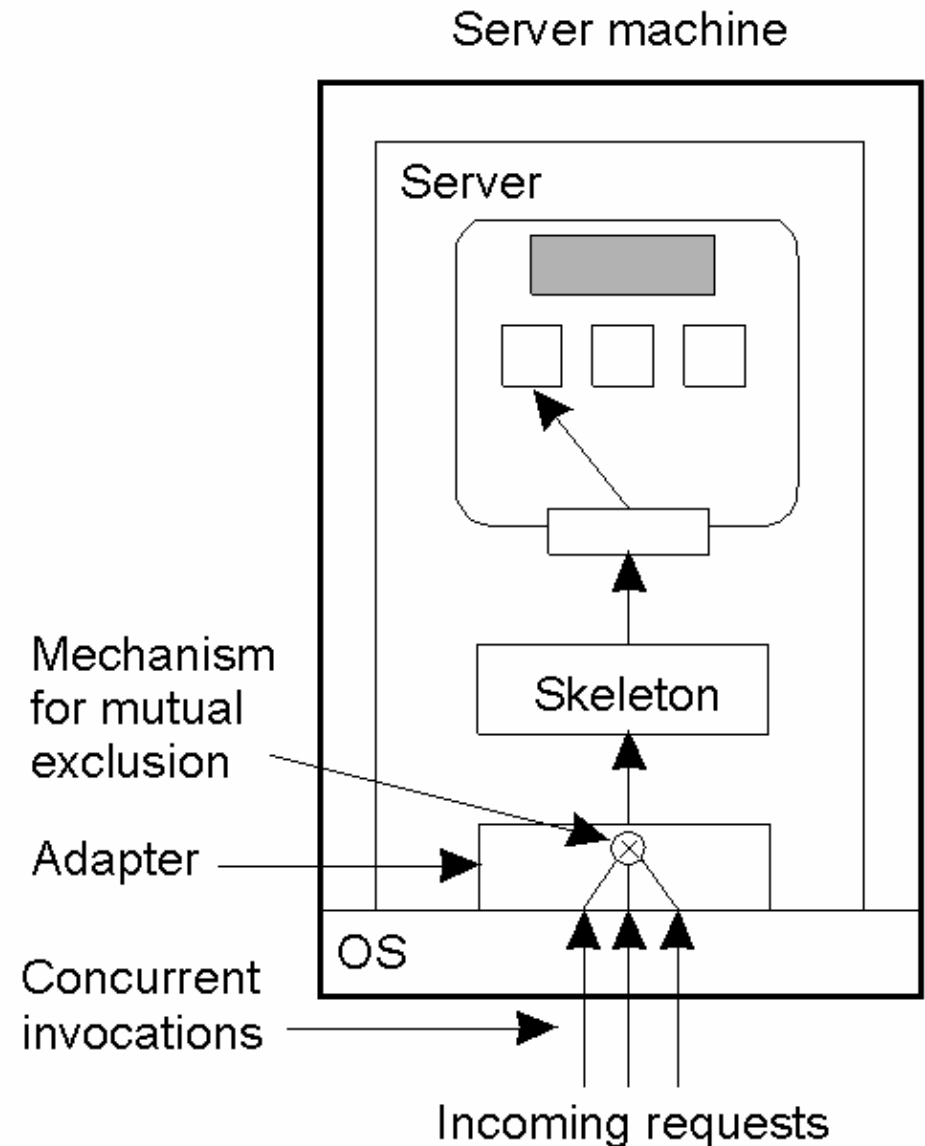 Server machine
Server
Mechanism
for mutual
exclusion
Skeleton
Adapter
OS
Concurrent
invocations
Incoming requests